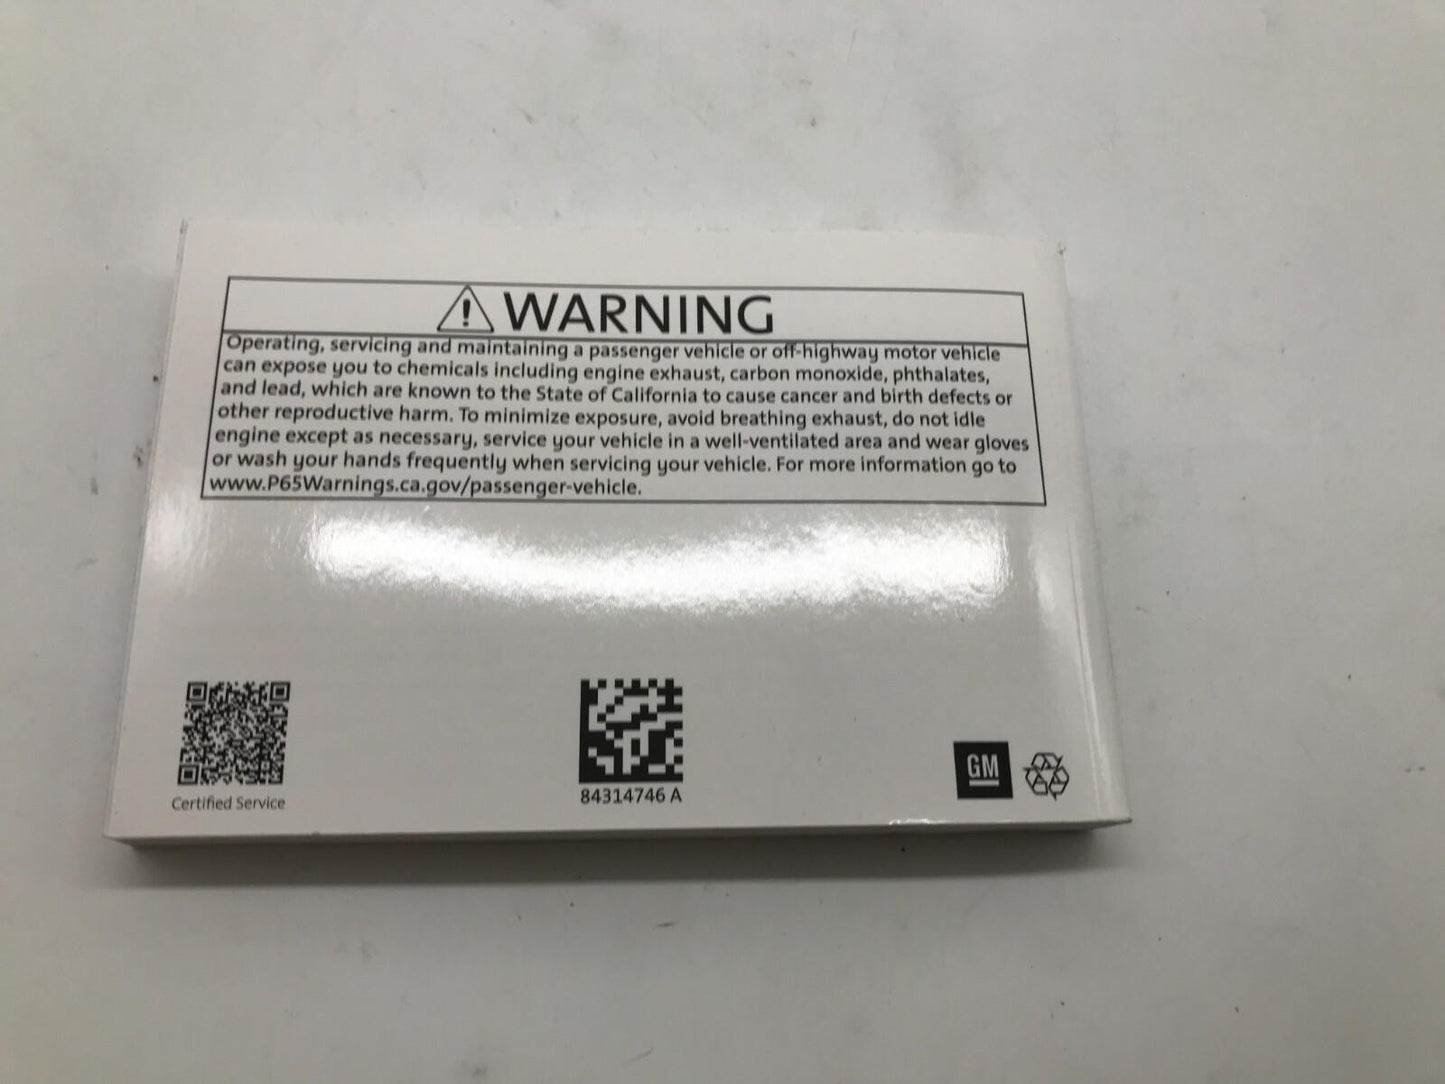 WARNING
Operating, servicing and maintaining a passenger vehicle or off-highway motor vehicle
can expose you to chemicals including engine exhaust, carbon monoxide, phthalates,
and lead, which are known to the State of California to cause cancer and birth defects or
other reproductive harm. To minimize exposure, avoid breathing exhaust, do not idle
engine except as necessary, service your vehicle in a well-ventilated area and wear gloves
or wash your hands frequently when servicing your vehicle. For more information go to
www.P65Warnings.ca.gov/passenger-vehicle.
Certified Service
84314746 A
GM